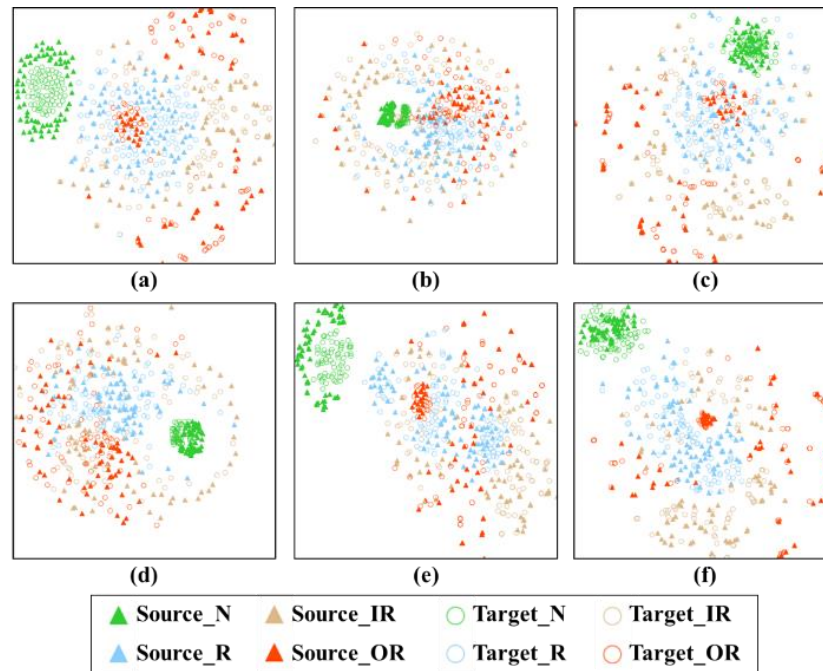 (a) (b) (c)
(d) (e) (f)
Source_N Source_IR Target_N Target_IR
Source_R Source_OR Target_R Target_OR